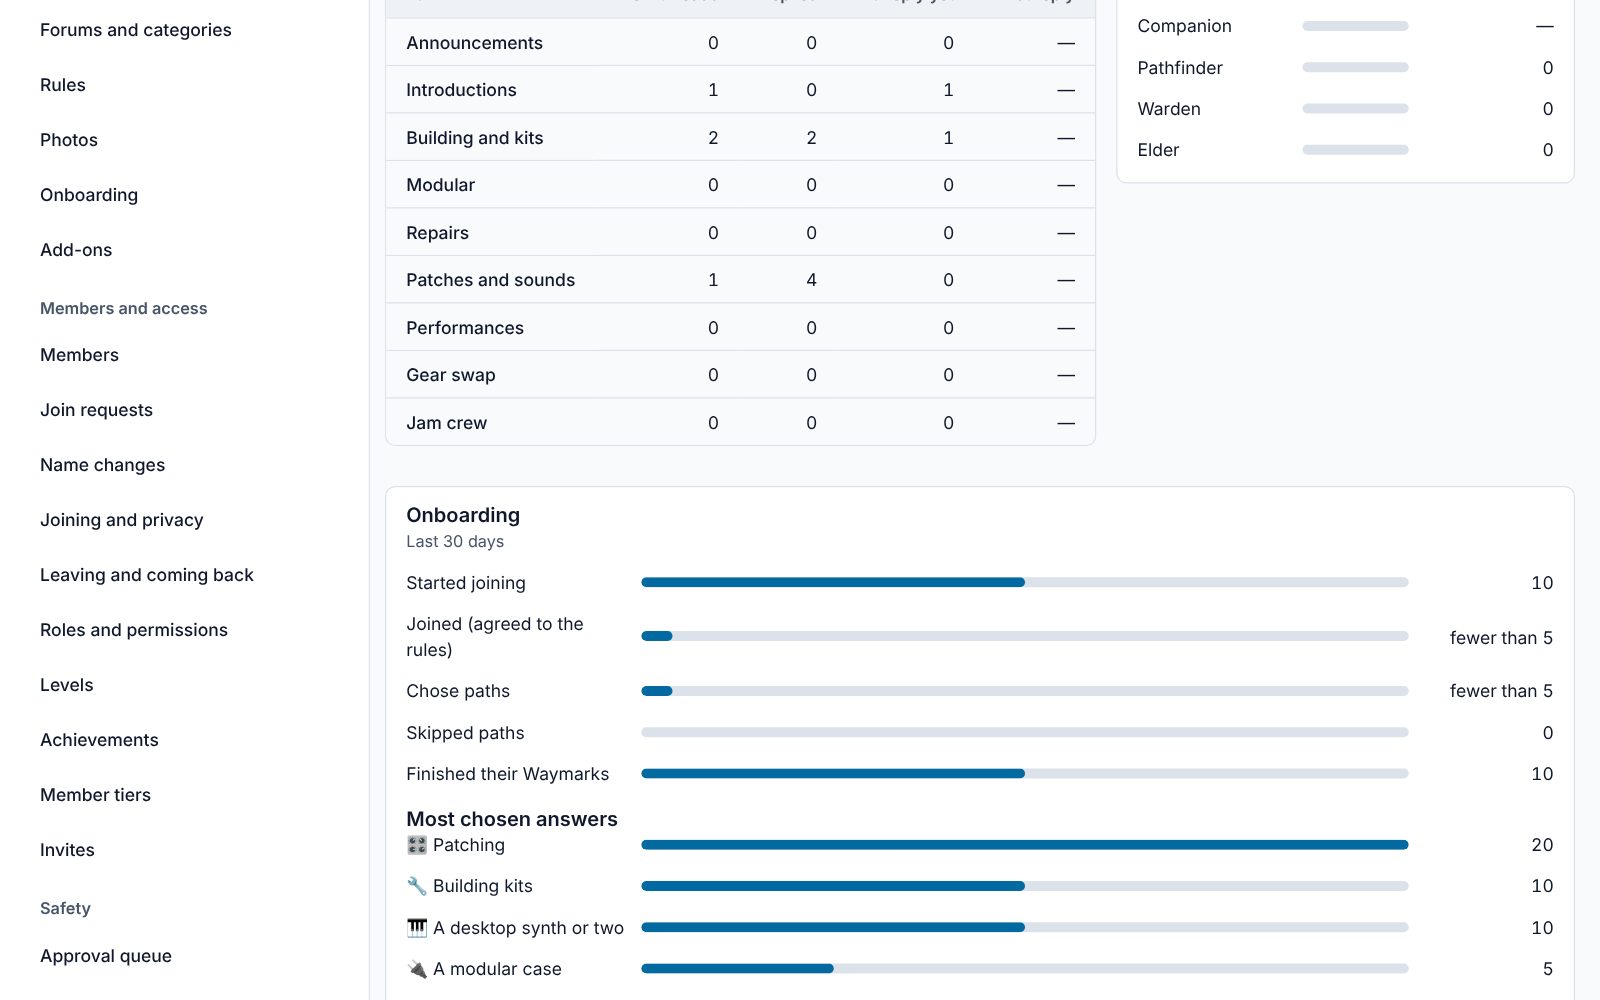 Forums and categories
Rules
Photos
Onboarding
Add-ons
Members and access
Members
Join requests
Name changes
Joining and privacy
Leaving and coming back
Roles and permissions
Levels
Achievements
Member tiers
Invites
Safety
Approval queue
Announcements 0 0 0 —
Introductions 1 0 1 —
Building and kits 2 2 1 —
Modular 0 0 0 —
Repairs 0 0 0 —
Patches and sounds 1 4 0 —
Performances 0 0 0 —
Gear swap 0 0 0 —
Jam crew 0 0 0 —
Companion —
Pathfinder 0
Warden 0
Elder 0
Onboarding
Last 30 days
Started joining 10
Joined (agreed to the
rules) fewer than 5
Chose paths fewer than 5
Skipped paths 0
Finished their Waymarks 10
Most chosen answers
🎛️ Patching 20
🔧 Building kits 10
🎹 A desktop synth or two 10
🔌 A modular case 5